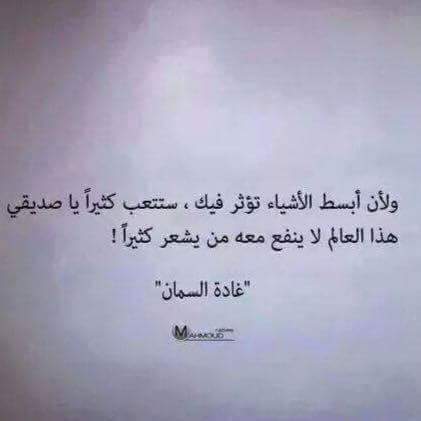 ولأن أبسط الأشياء تؤثر فيك ، ستتعب كثيراً يا صديقي
هذا العالم لا ينفع معه من يشعر كثيراً !
"غادة السمان"
MAHMOUD